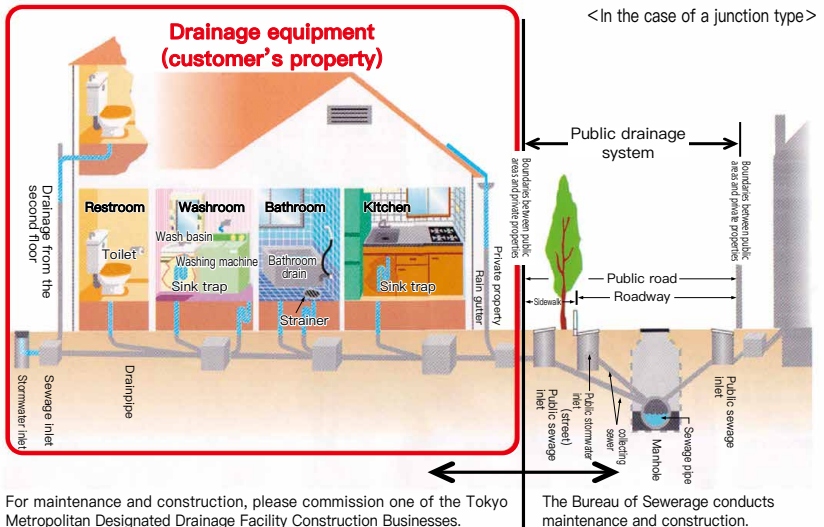 <In the case of a junction type>
Drainage equipment
(customer's property)
Public drainage
system
Boundaries between public
areas and private properties
Boundaries between public
areas and private properties
Drainage from the
second floor
Restroom
Washroom
Bathroom
Kitchen
Toilet
Wash basin
Washing machine
Sink trap
Bathroom
drain
Strainer
Sink trap
Private property
Rain gutter
Public road
Sidewalk
Roadway
Stormwater inlet
Sewage inlet
Drainpipe
Public sewage
inlet
Public stormwater
inlet
(street)
collecting
sewer
Manhole
Sewage pipe
Public sewage
inlet
For maintenance and construction, please commission one of the Tokyo
Metropolitan Designated Drainage Facility Construction Businesses.
The Bureau of Sewerage conducts
maintenance and construction.